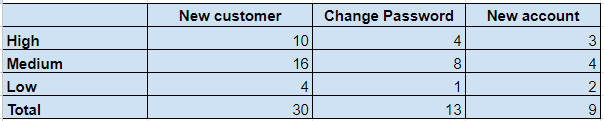 New customer Change Password New account
High 10 4 3
Medium 16 8 4
Low 4 1 2
Total 30 13 9